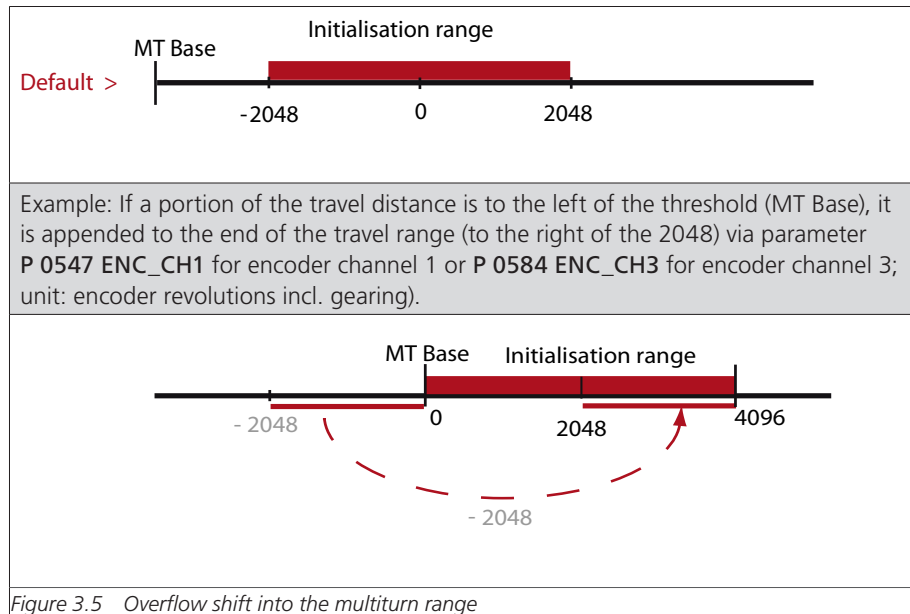 Initialisation range
MT Base
Default >
-2048
0
2048
Example: If a portion of the travel distance is to the left of the threshold (MT Base), it
is appended to the end of the travel range (to the right of the 2048) via parameter
P 0547 ENC_CH1 for encoder channel 1 or P 0584 ENC_CH3 for encoder channel 3;
unit: encoder revolutions incl. gearing).
MT Base
Initialisation range
- 2048
0
2048
4096
- 2048
Figure 3.5 Overflow shift into the multiturn range